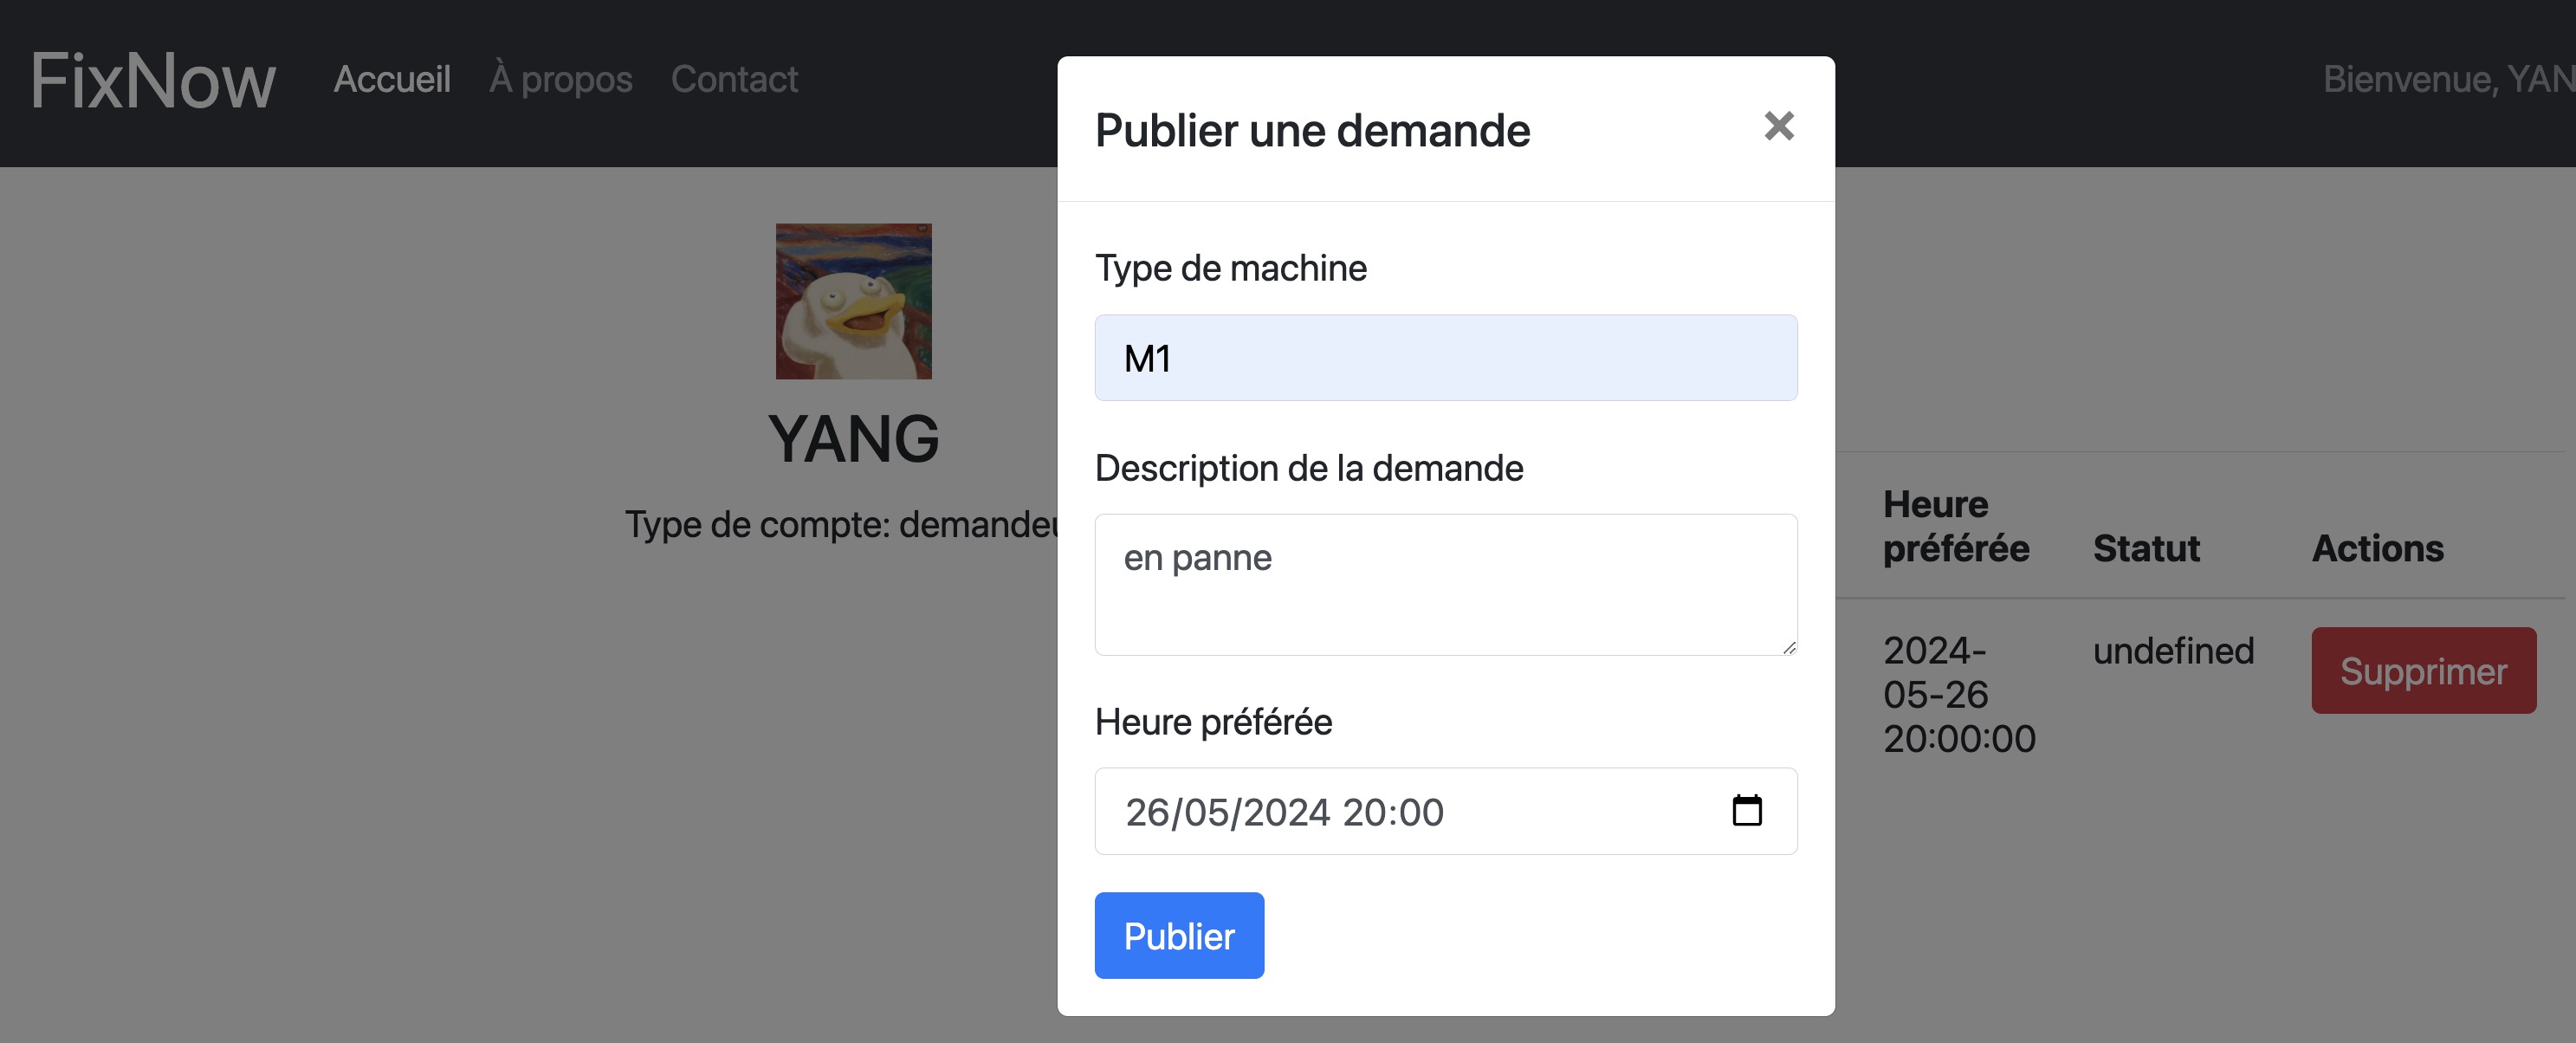 FixNow
Accueil
À propos
Contact
Bienvenue, YAN
YANG
Type de compte: demandeu
Publier une demande
×
Type de machine
M1
Description de la demande
en panne
Heure préférée
26/05/2024 20:00
Publier
Heure
préférée
Statut
Actions
2024-
05-26
20:00:00
undefined
Supprimer